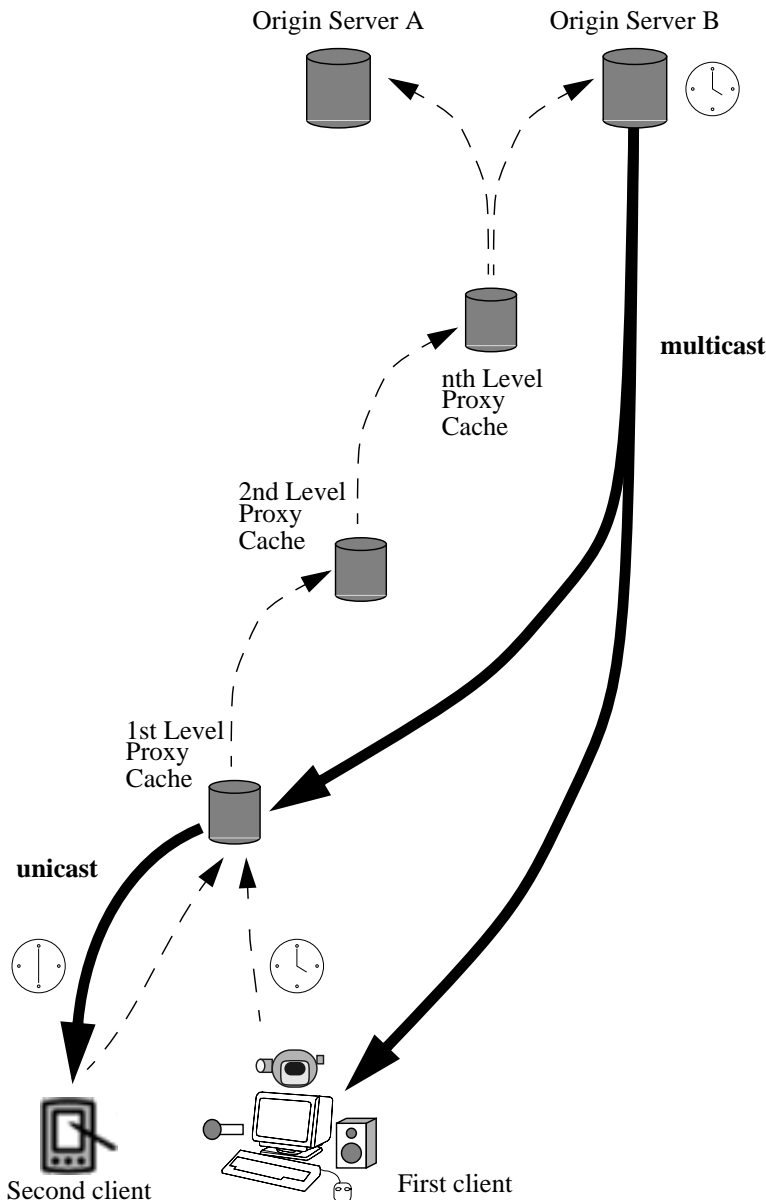 Origin Server A
Origin Server B
multicast
nth Level
Proxy
Cache
2nd Level
Proxy
Cache
1st Level
Proxy
Cache
unicast
First client
Second client